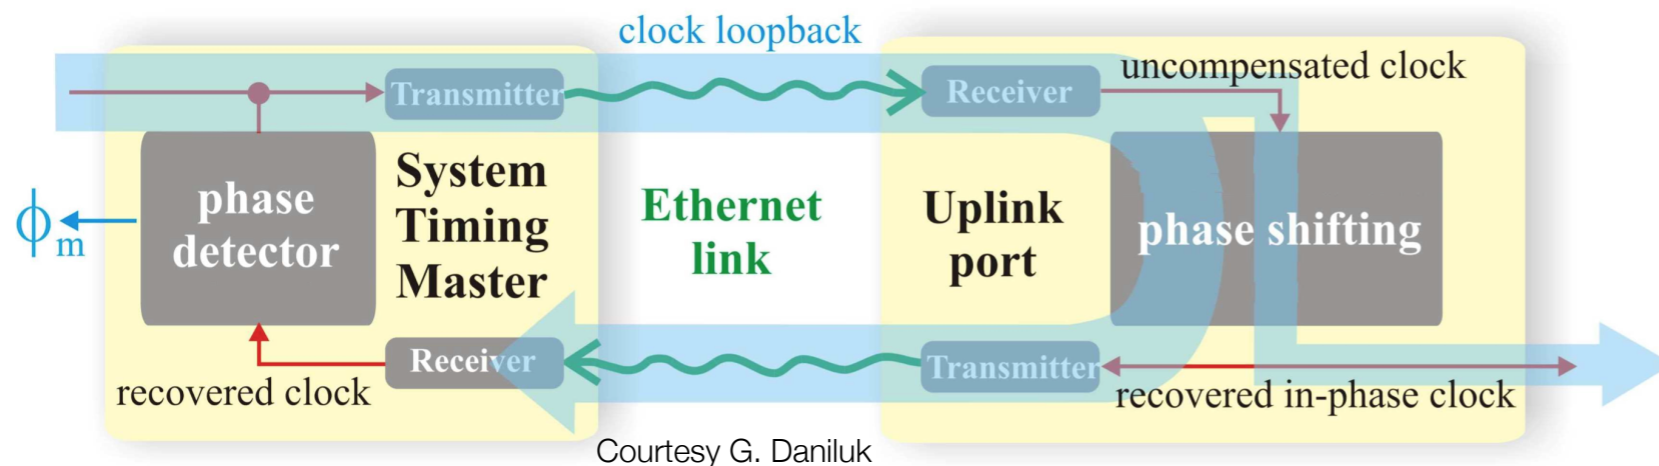 clock loopback
Transmitter
Receiver
uncompensated clock
phase
detector
System
Timing
Master
Ethernet
link
Uplink
port
phase shifting
ϕm
Receiver
Transmitter
recovered clock
recovered in-phase clock
Courtesy G. Daniluk